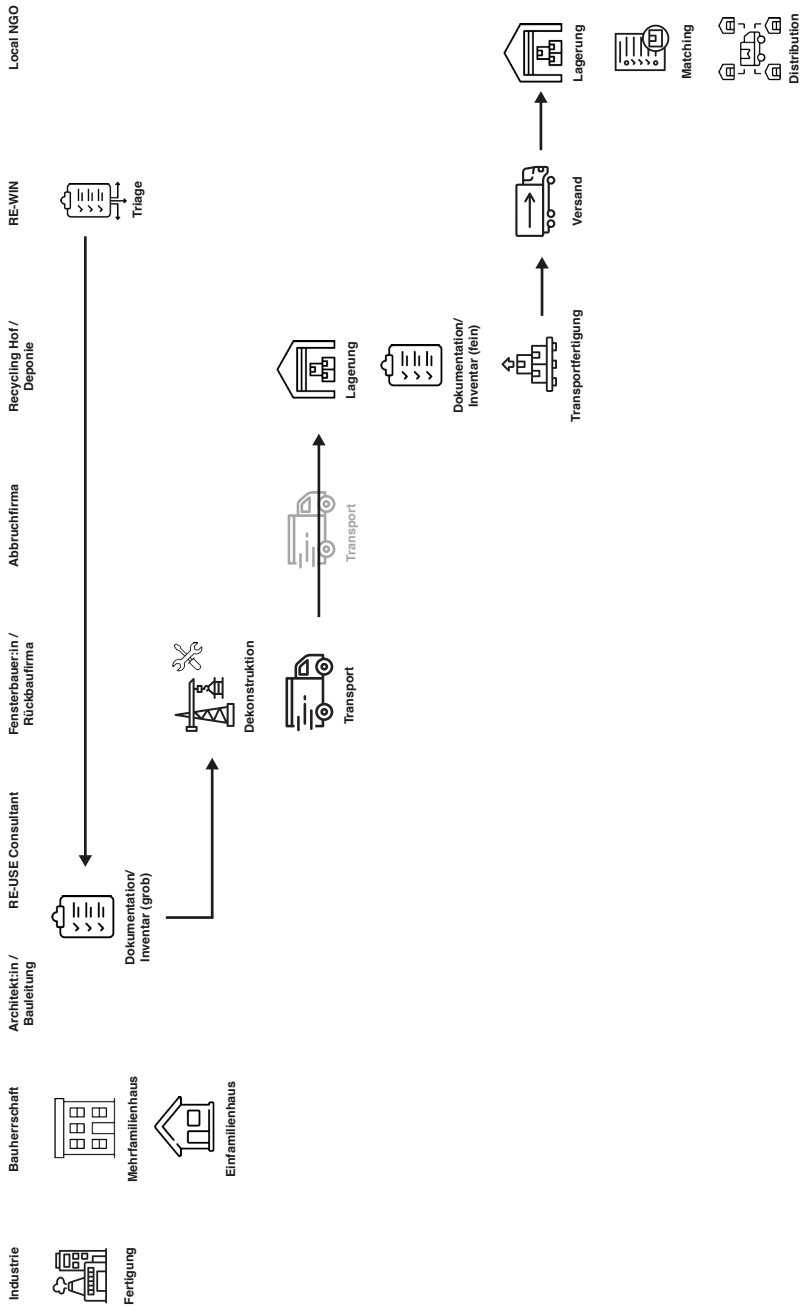 Industrie
Bauherrschaft
Architekt:in /
Bauleitung
RE-USE Consultant
Fensterbauer:in /
Rückbaufirma
Abbruchfirma
Recycling Hof /
Deponie
RE-WIN
Local NGO
Fertigung
Mehrfamilienhaus
Dokumentation/
Inventar (grob)
Triage
Einfamilienhaus
Dekonstruktion
Transport
Transport
Lagerung
Dokumentation/
Inventar (fein)
Transportfertigung
Versand
Lagerung
Matching
Distribution